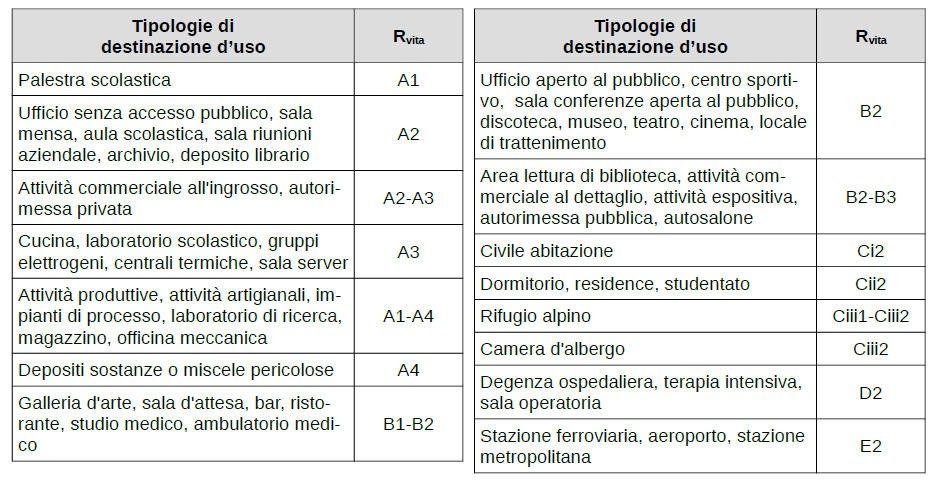 Tipologie di
destinazione d’uso
Rvita
Palestra scolastica
A1
Ufficio senza accesso pubblico, sala
mensa, aula scolastica, sala riunioni
aziendale, archivio, deposito librario
A2
Attività commerciale all'ingrosso, autori-
messa privata
A2-A3
Cucina, laboratorio scolastico, gruppi
elettrogeni, centrali termiche, sala server
A3
Attività produttive, attività artigianali, im-
pianti di processo, laboratorio di ricerca,
magazzino, officina meccanica
A1-A4
Depositi sostanze o miscele pericolose
A4
Galleria d'arte, sala d'attesa, bar, risto-
rante, studio medico, ambulatorio medi-
co
B1-B2
Tipologie di
destinazione d’uso
Rvita
Ufficio aperto al pubblico, centro sporti-
vo, sala conferenze aperta al pubblico,
discoteca, museo, teatro, cinema, locale
di trattenimento
B2
Area lettura di biblioteca, attività com-
merciale al dettaglio, attività espositiva,
autorimessa pubblica, autosalone
B2-B3
Civile abitazione
Ci2
Dormitorio, residence, studentato
Cii2
Rifugio alpino
Ciii1-Ciii2
Camera d'albergo
Ciii2
Degenza ospedaliera, terapia intensiva,
sala operatoria
D2
Stazione ferroviaria, aeroporto, stazione
metropolitana
E2